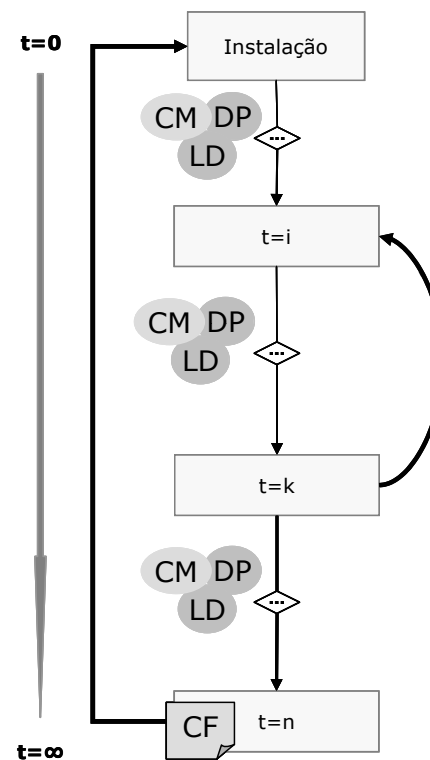 t=0
Instalação
CM DP
LD
...
t=i
CM DP
LD
...
t=k
CM DP
LD
...
CF
t=n
t=∞